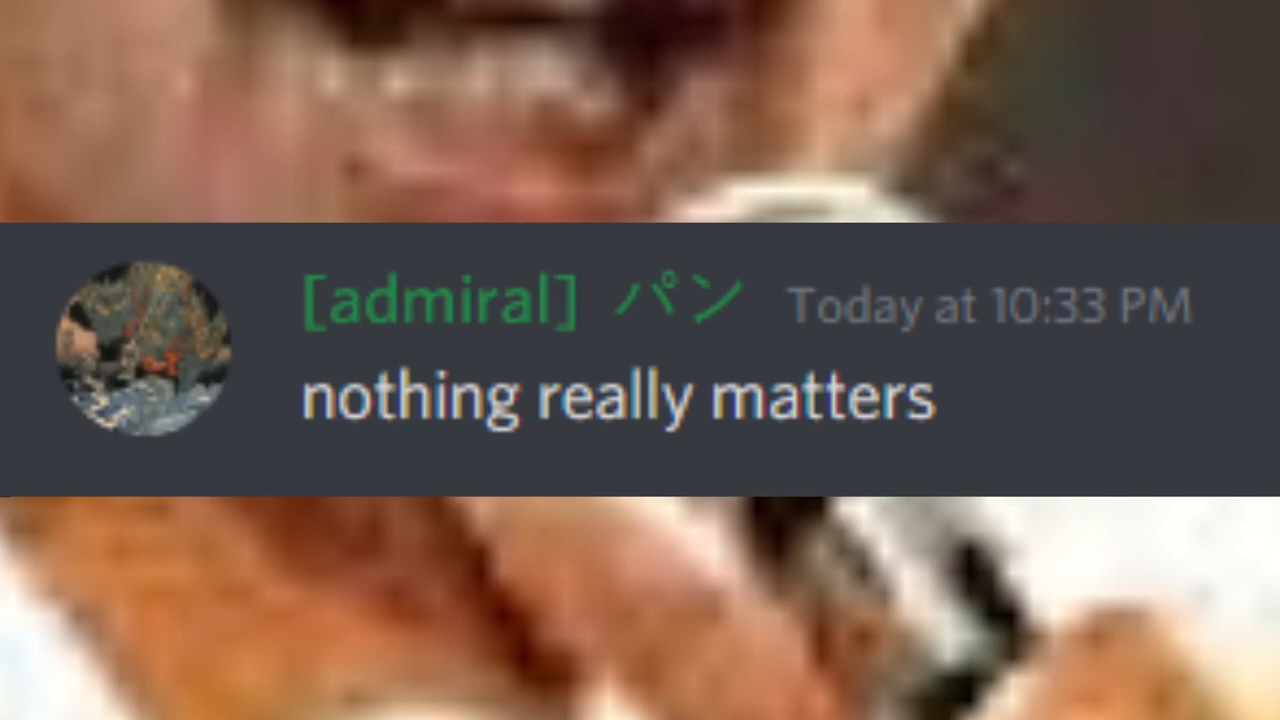 [admiral] パン Today at 10:33 PM
nothing really matters